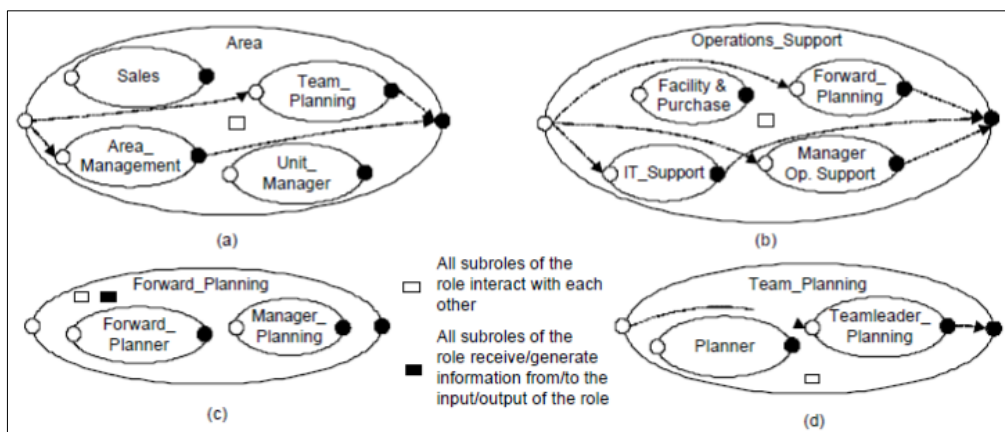 Area
Sales
Team_
Planning
Area_
Management
Unit_
Manager
(a)
Operations_Support
Facility &
Purchase
Forward_
Planning
IT_Support
Manager
Op. Support
(b)
Forward_Planning
Forward_
Planner
Manager_
Planning
(c)
All subroles of the
role interact with each
other
All subroles of the
role receive/generate
information from/to the
input/output of the role
Team_Planning
Planner
Teamleader_
Planning
(d)